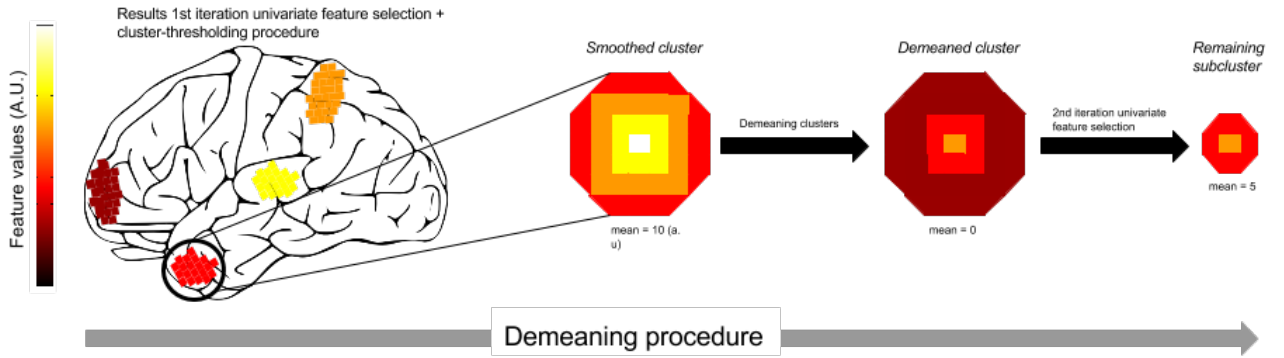 Results 1st iteration univariate feature selection +
cluster-thresholding procedure
Feature values (A.U.)
Smoothed cluster
mean = 10 (a.
u)
Demeaning clusters
Demeaned cluster
mean = 0
2nd iteration univariate
feature selection
Remaining
subcluster
mean = 5
Demeaning procedure